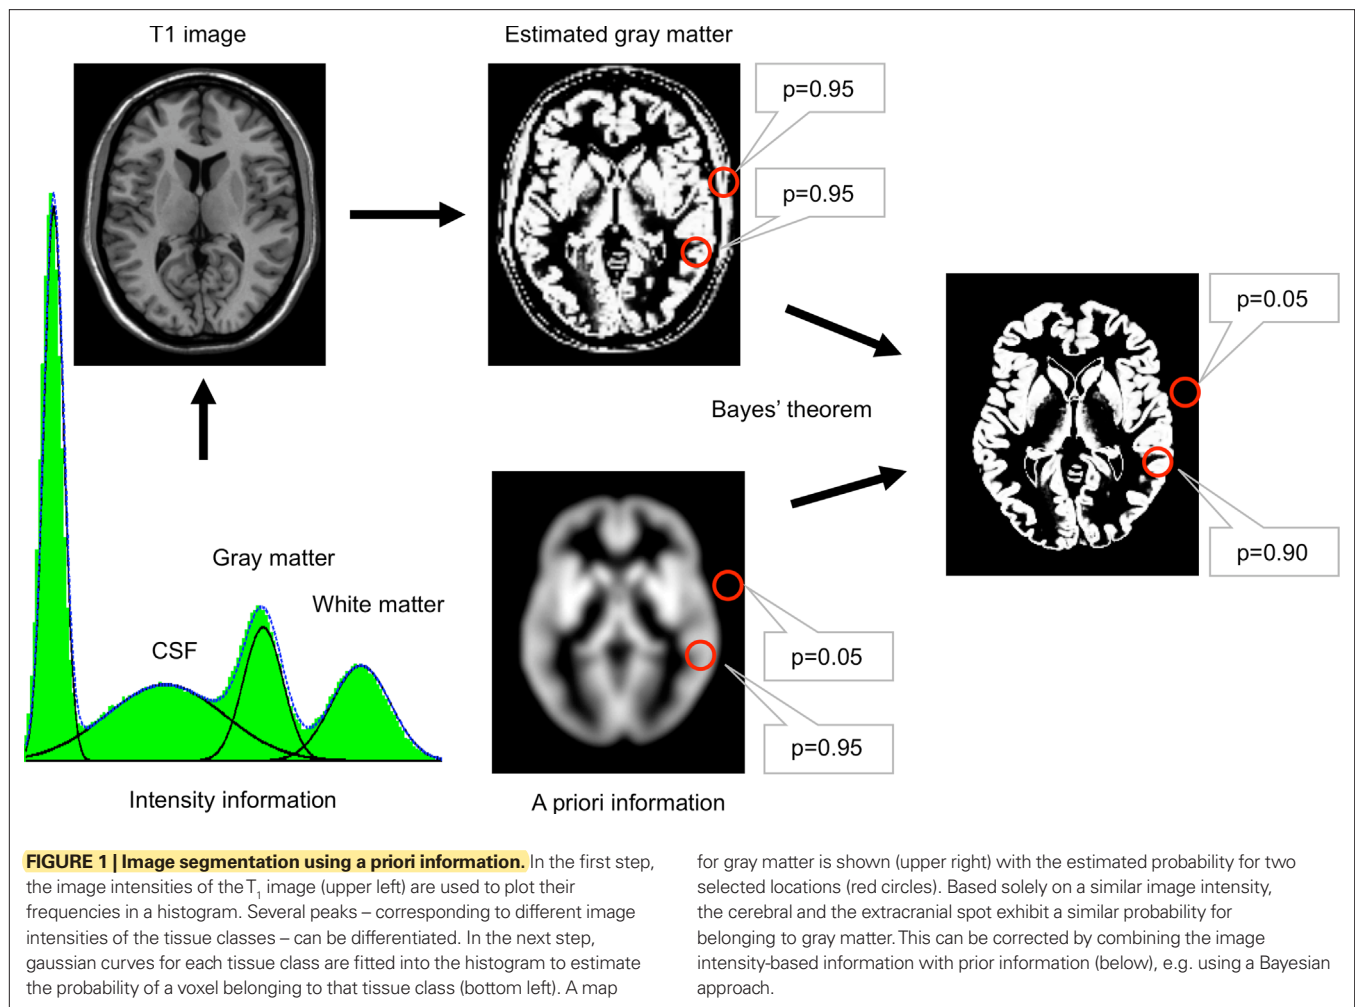 T1 image
Estimated gray matter
p=0.95
p=0.95
p=0.05
Bayes’ theorem
p=0.90
Gray matter
White matter
CSF
p=0.05
p=0.95
Intensity information
A priori information
FIGURE 1 | Image segmentation using a priori information. In the first step,
the image intensities of the T1 image (upper left) are used to plot their
frequencies in a histogram. Several peaks – corresponding to different image
intensities of the tissue classes – can be differentiated. In the next step,
gaussian curves for each tissue class are fitted into the histogram to estimate
the probability of a voxel belonging to that tissue class (bottom left). A map
for gray matter is shown (upper right) with the estimated probability for two
selected locations (red circles). Based solely on a similar image intensity,
the cerebral and the extracranial spot exhibit a similar probability for
belonging to gray matter. This can be corrected by combining the image
intensity-based information with prior information (below), e.g. using a Bayesian
approach.